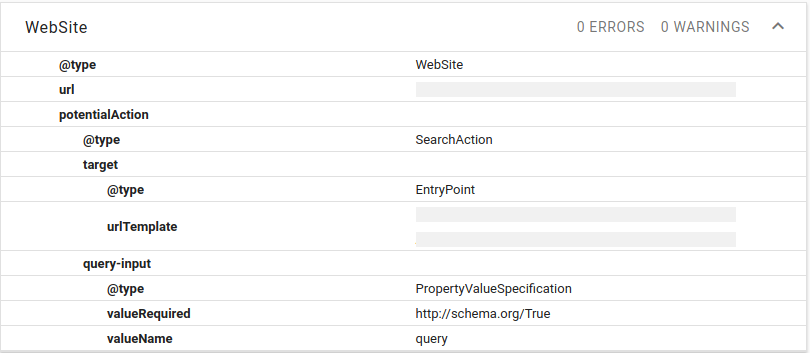 WebSite 0 ERRORS 0 WARNINGS
@type WebSite
url
potentialAction
@type SearchAction
target
@type EntryPoint
urlTemplate
query-input
@type PropertyValueSpecification
valueRequired http://schema.org/True
valueName query